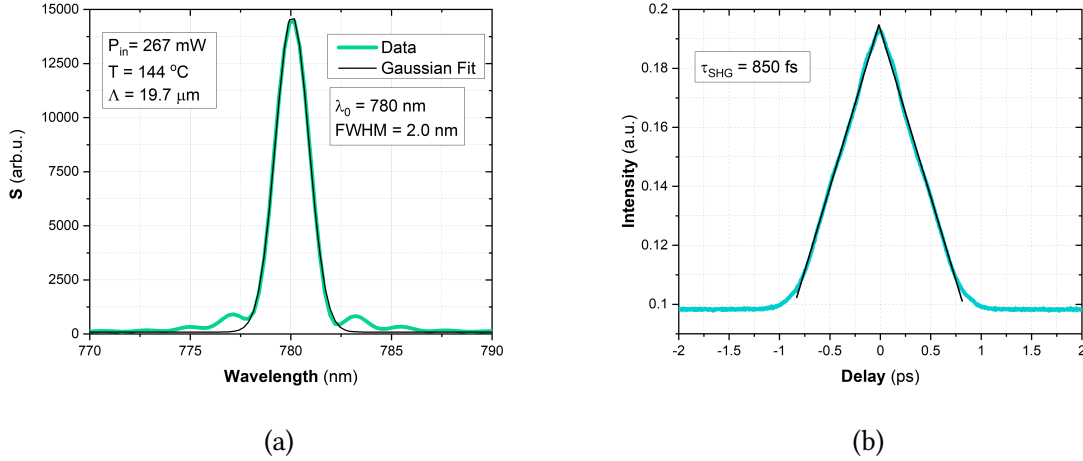 15000
12500
10000
7500
5000
2500
0
S (arb.u.)
P_in= 267 mW
T = 144 °C
Λ = 19.7 μm
Data
Gaussian Fit
λ₀ = 780 nm
FWHM = 2.0 nm
770 775 780 785 790
Wavelength (nm)
(a)
0.2
0.18
0.16
0.14
0.12
0.1
Intensity (a.u.)
τ_SHG = 850 fs
-2 -1.5 -1 -0.5 0 0.5 1 1.5 2
Delay (ps)
(b)